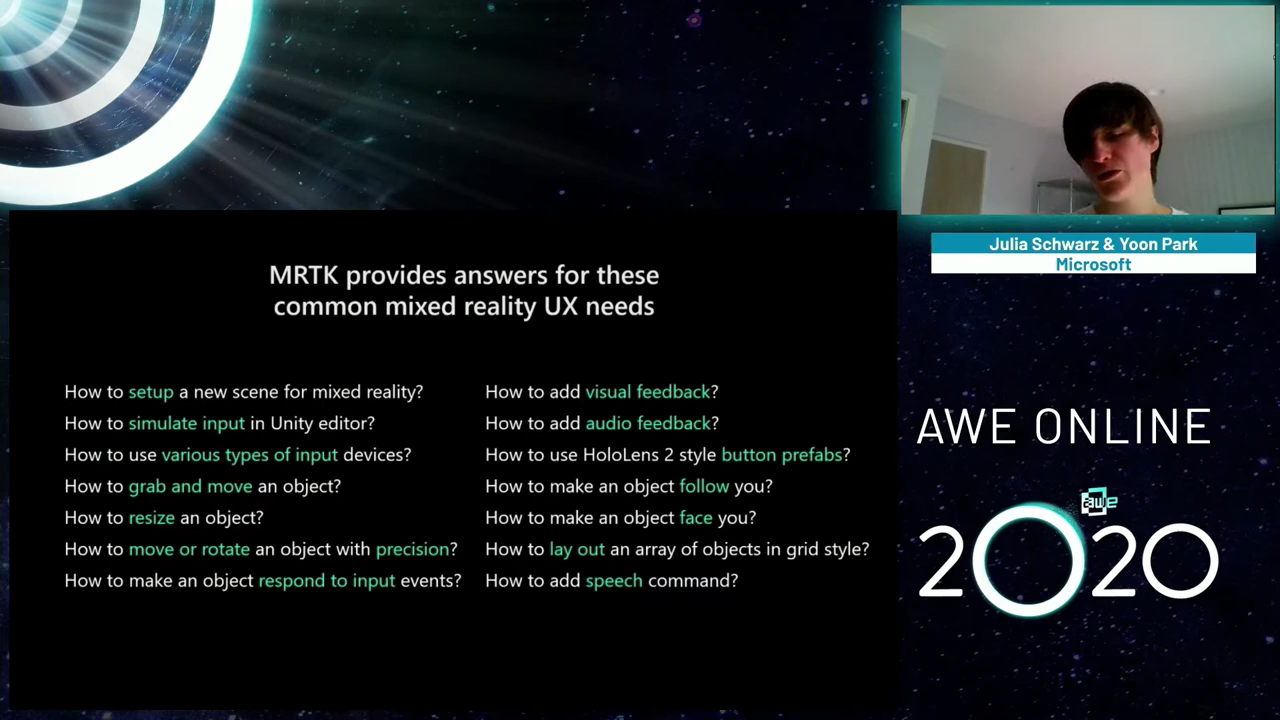 Julia Schwarz & Yoon Park
Microsoft
MRTK provides answers for these
common mixed reality UX needs
How to setup a new scene for mixed reality?
How to simulate input in Unity editor?
How to use various types of input devices?
How to grab and move an object?
How to resize an object?
How to move or rotate an object with precision?
How to make an object respond to input events?
How to add visual feedback?
How to add audio feedback?
How to use HoloLens 2 style button prefabs?
How to make an object follow you?
How to make an object face you?
How to lay out an array of objects in grid style?
How to add speech command?
AWE ONLINE
awe
2020